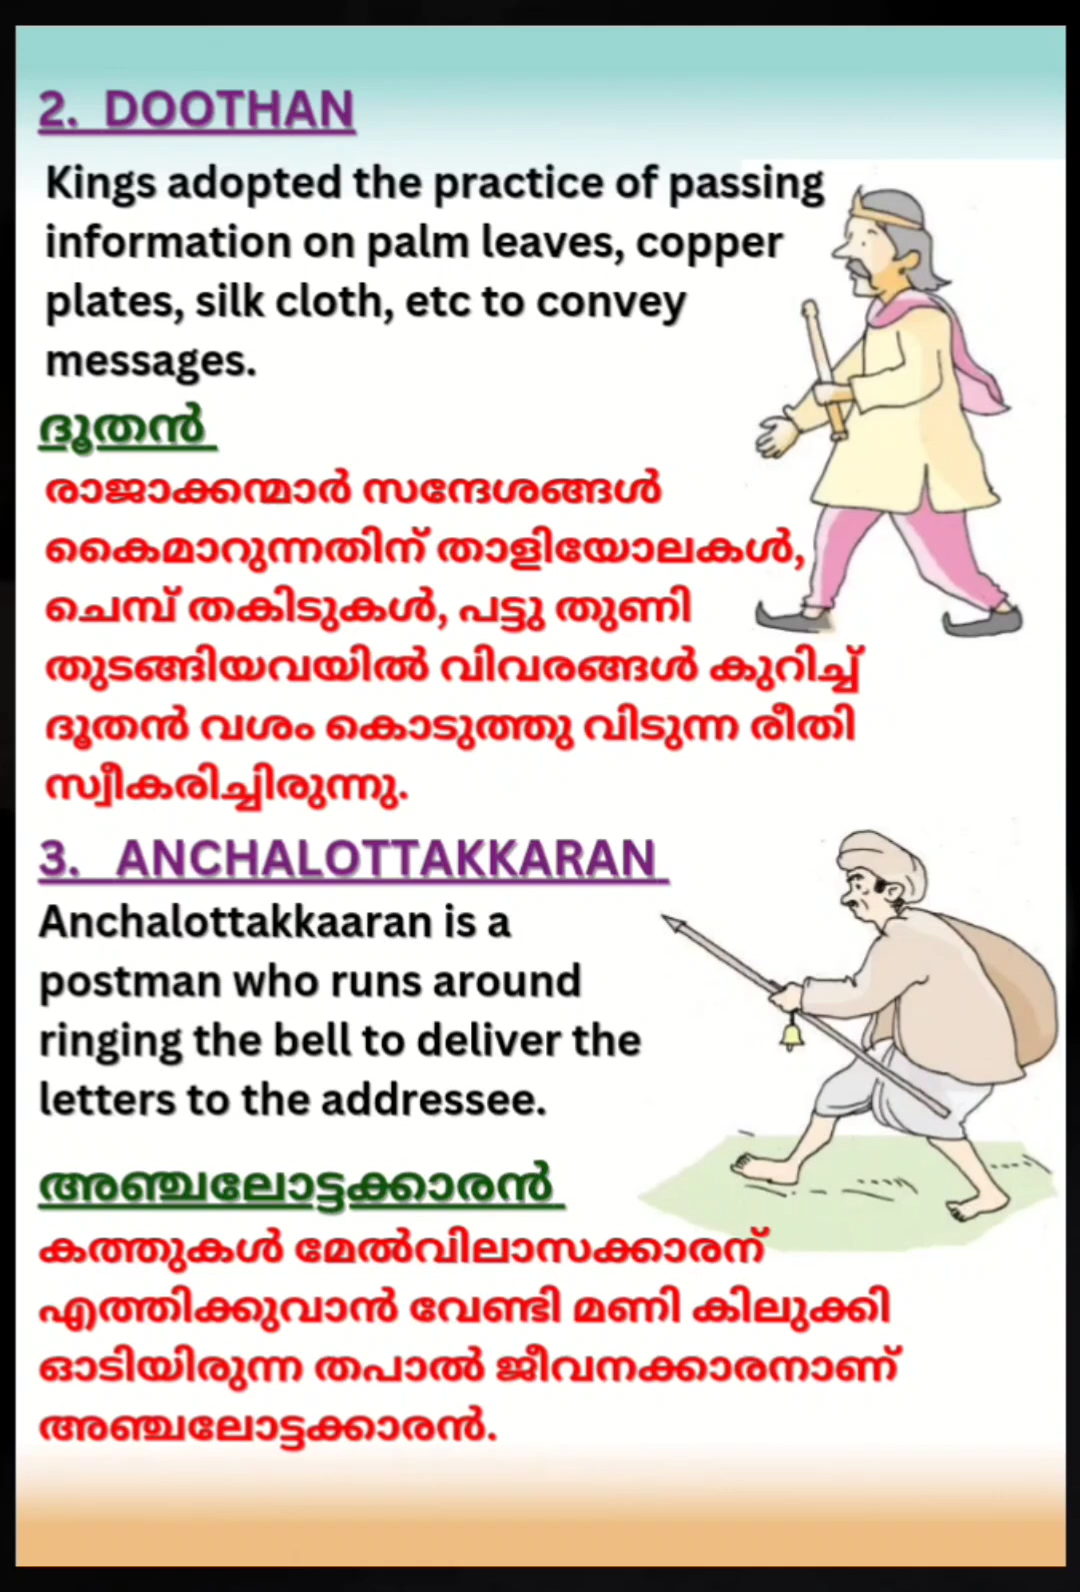 2. DOOTHAN
Kings adopted the practice of passing
information on palm leaves, copper
plates, silk cloth, etc to convey
messages.
ദൂതൻ
രാജാക്കന്മാർ സന്ദേശങ്ങൾ
കൈമാറുന്നതിന് താളിയോലകൾ,
ചെമ്പ് തകിടുകൾ, പട്ടു തുണി
തുടങ്ങിയവയിൽ വിവരങ്ങൾ കുറിച്ച്
ദൂതൻ വശം കൊടുത്തു വിടുന്ന രീതി
സ്വീകരിച്ചിരുന്നു.
3. ANCHALOTTAKKARAN
Anchalottakkaaran is a
postman who runs around
ringing the bell to deliver the
letters to the addressee.
അഞ്ചലോട്ടക്കാരൻ
കത്തുകൾ മേൽവിലാസക്കാരന്
എത്തിക്കുവാൻ വേണ്ടി മണി കിലുക്കി
ഓടിയിരുന്ന തപാൽ ജീവനക്കാരനാണ്
അഞ്ചലോട്ടക്കാരൻ.